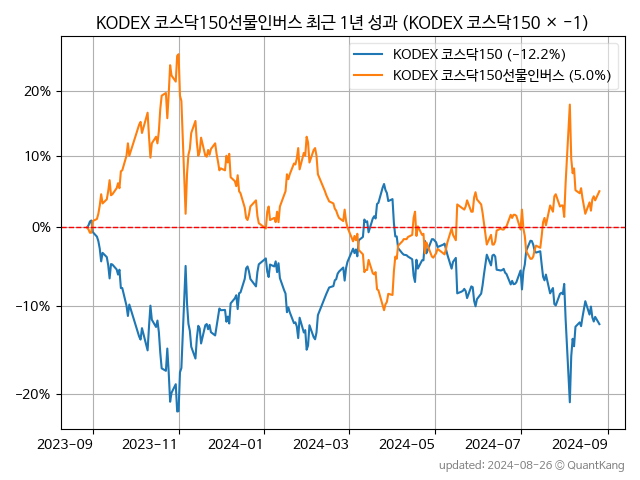 KODEX 코스닥150선물인버스 최근 1년 성과 (KODEX 코스닥150 × −1)
KODEX 코스닥150 (−12.2%)
KODEX 코스닥150선물인버스 (5.0%)
20%
10%
0%
−10%
−20%
2023-09 2023-11 2024-01 2024-03 2024-05 2024-07 2024-09
updated: 2024-08-26 © QuantKang